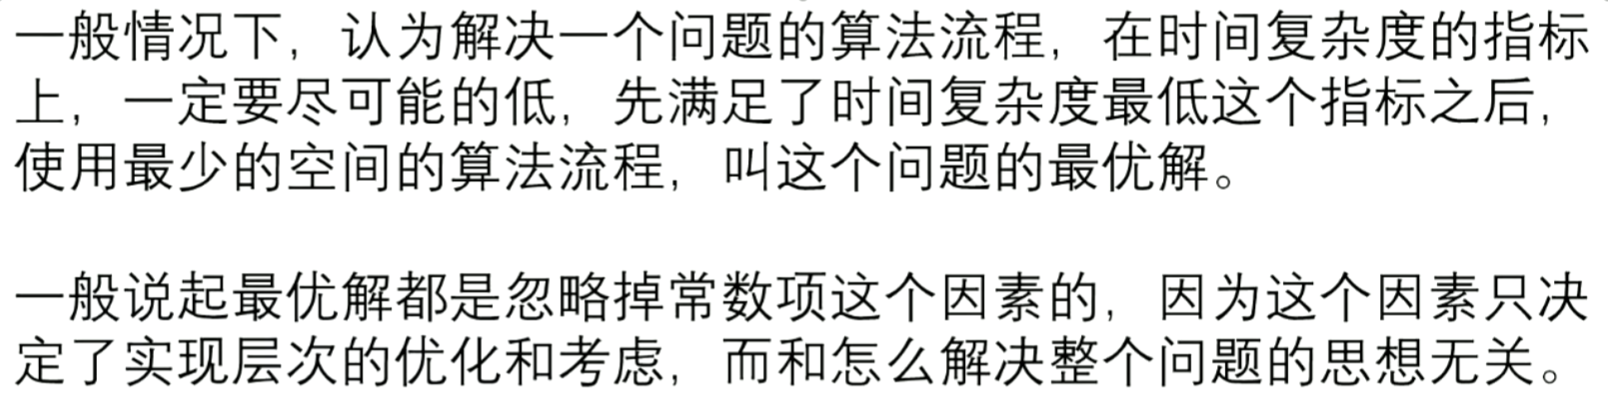 一般情况下，认为解决一个问题的算法流程，在时间复杂度的指标
上，一定要尽可能的低，先满足了时间复杂度最低这个指标之后，
使用最少的空间的算法流程，叫这个问题的最优解。
一般说起最优解都是忽略掉常数项这个因素的，因为这个因素只决
定了实现层次的优化和考虑，而和怎么解决整个问题的思想无关。